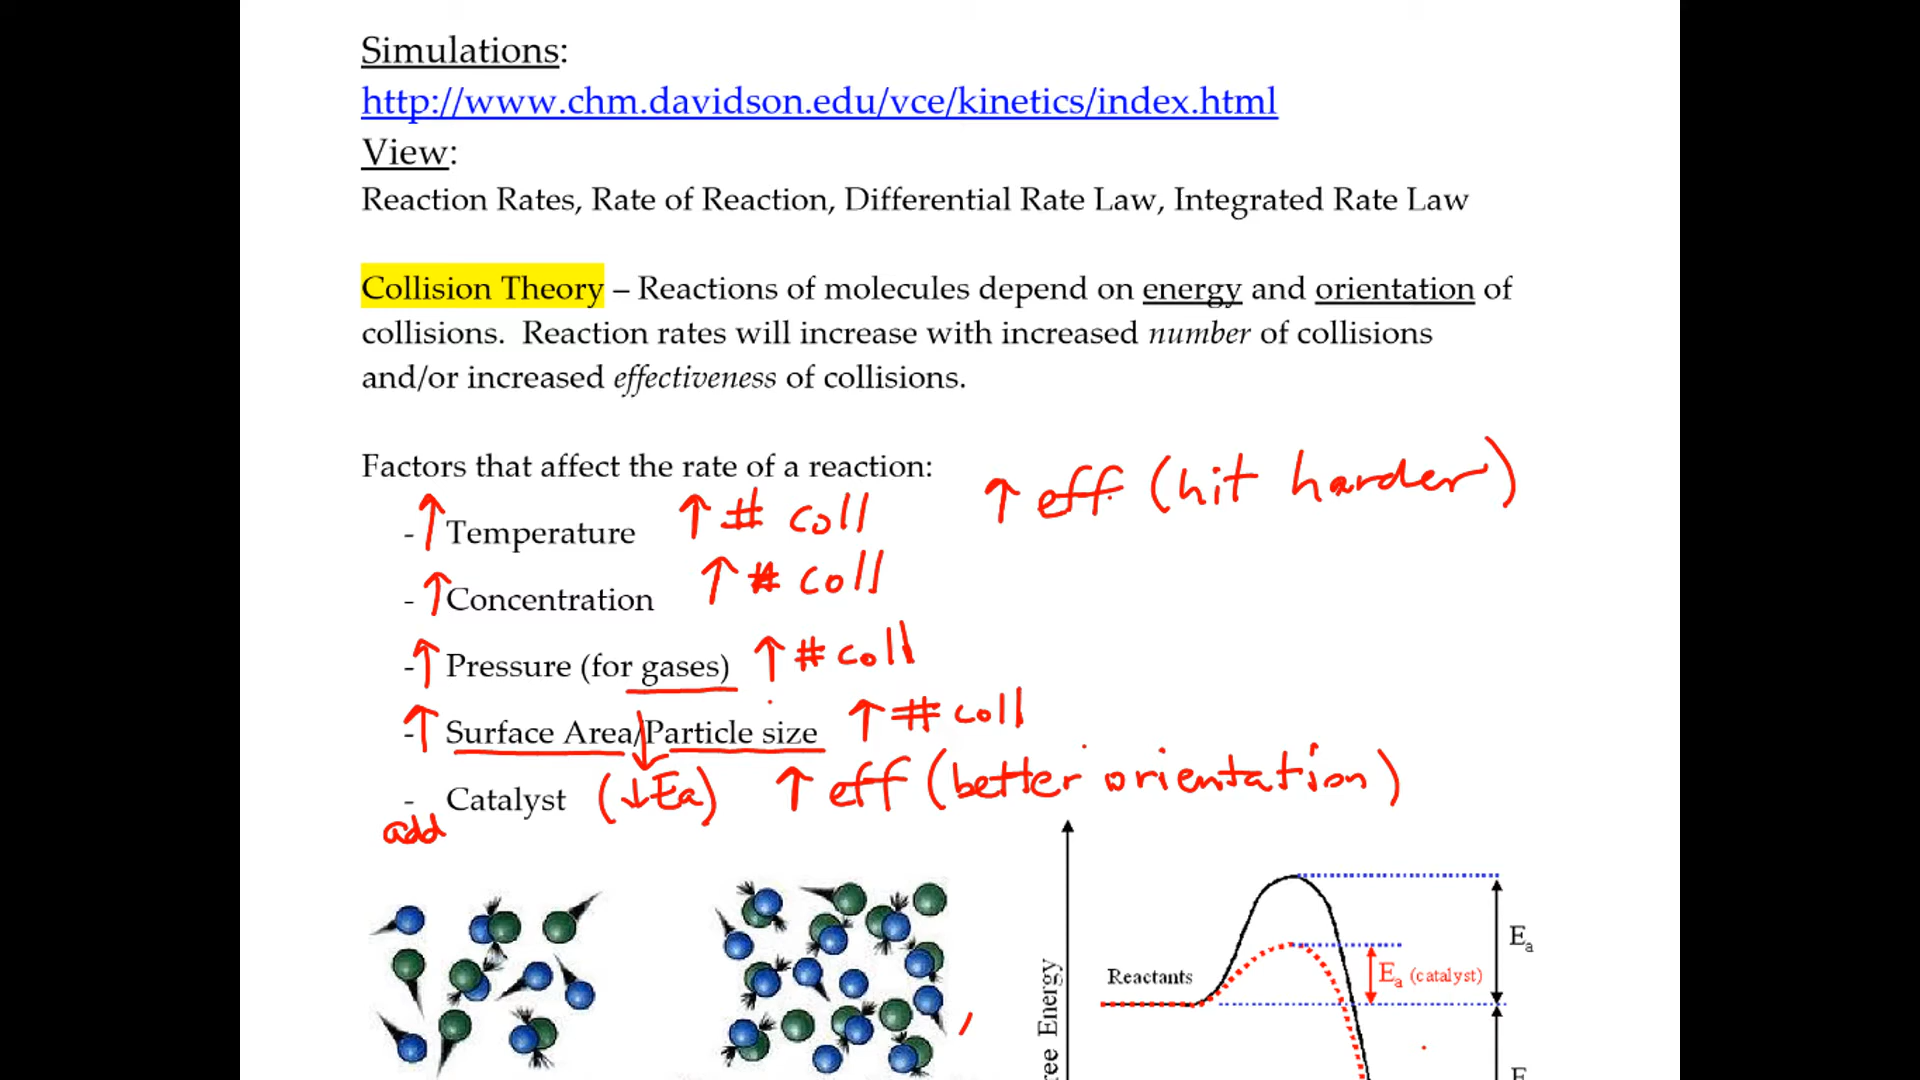 Simulations:
http://www.chm.davidson.edu/vce/kinetics/index.html
View:
Reaction Rates, Rate of Reaction, Differential Rate Law, Integrated Rate Law
Collision Theory – Reactions of molecules depend on energy and orientation of
collisions. Reaction rates will increase with increased number of collisions
and/or increased effectiveness of collisions.
Factors that affect the rate of a reaction:
- ↑ Temperature ↑ # coll ↑ eff (hit harder)
- ↑ Concentration ↑ # coll
- ↑ Pressure (for gases) ↑ # coll
- ↑ Surface Area/↓Particle size ↑ # coll
- Catalyst (↓Ea) ↑ eff (better orientation)
add
Ea
Reactants
Ea (catalyst)
Energy